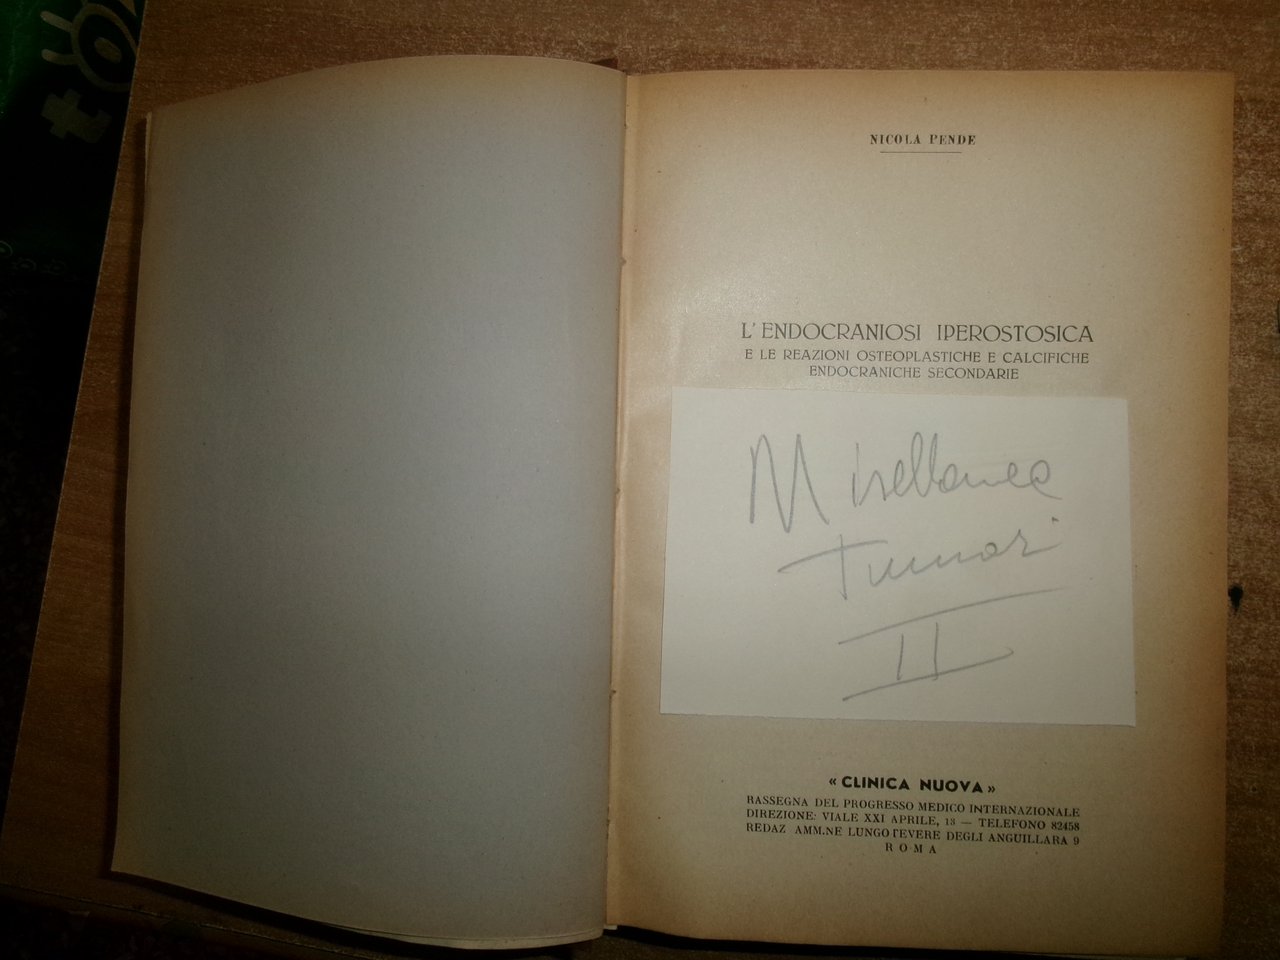 NICOLA PENDE
L'ENDOCRANIOSI IPEROSTOSICA
E LE REAZIONI OSTEOPLASTICHE E CALCIFICHE
ENDOCRANICHE SECONDARIE
Miscellanea
Tumori
II
« CLINICA NUOVA »
RASSEGNA DEL PROGRESSO MEDICO INTERNAZIONALE
DIREZIONE: VIALE XXI APRILE, 13 — TELEFONO 82458
REDAZ AMM.NE LUNGOTEVERE DEGLI ANGUILLARA 9
ROMA